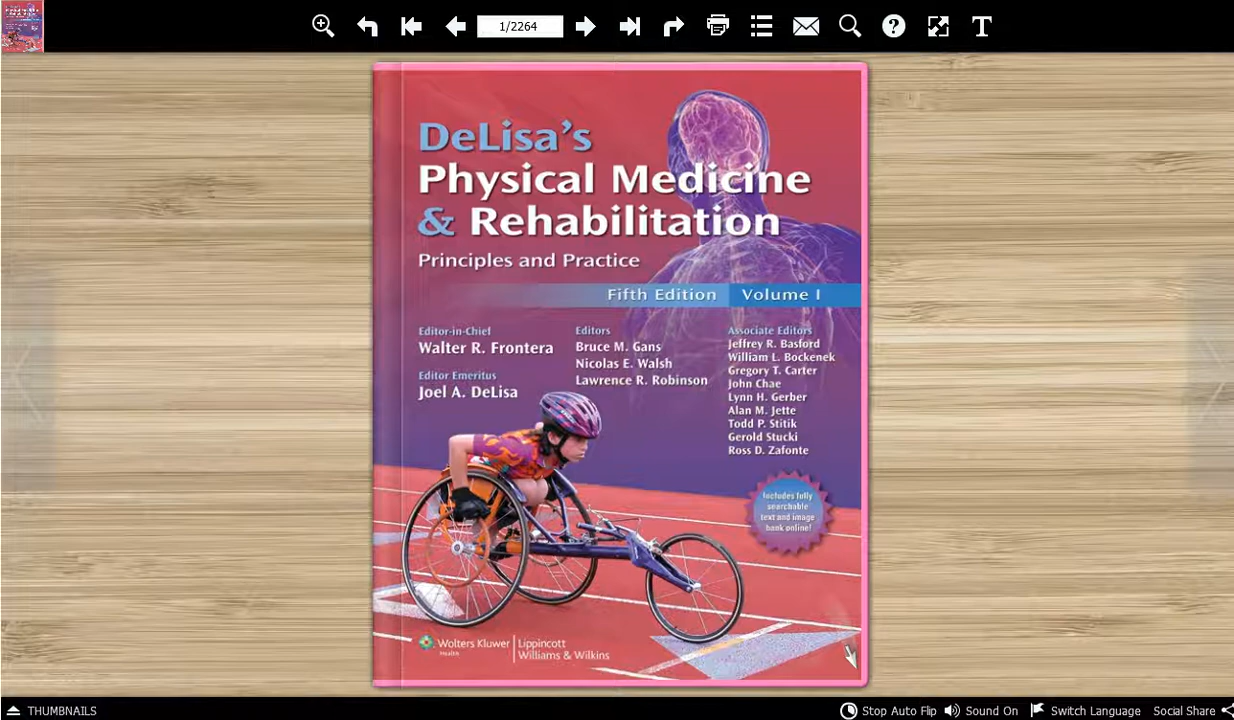 1/2264
T
DeLisa's
Physical Medicine
& Rehabilitation
Principles and Practice
Fifth Edition Volume I
Editor-in-Chief
Walter R. Frontera
Editor Emeritus
Joel A. DeLisa
Editors
Bruce M. Gans
Nicolas E. Walsh
Lawrence R. Robinson
Associate Editors
Jeffrey R. Basford
William L. Bockenek
Gregory T. Carter
John Chae
Lynn H. Gerber
Alan M. Jette
Todd P. Stitik
Gerold Stucki
Ross D. Zafonte
Includes fully
searchable
text and image
bank online!
Wolters Kluwer
Health
Lippincott
Williams & Wilkins
THUMBNAILS
Stop Auto Flip
Sound On
Switch Language
Social Share